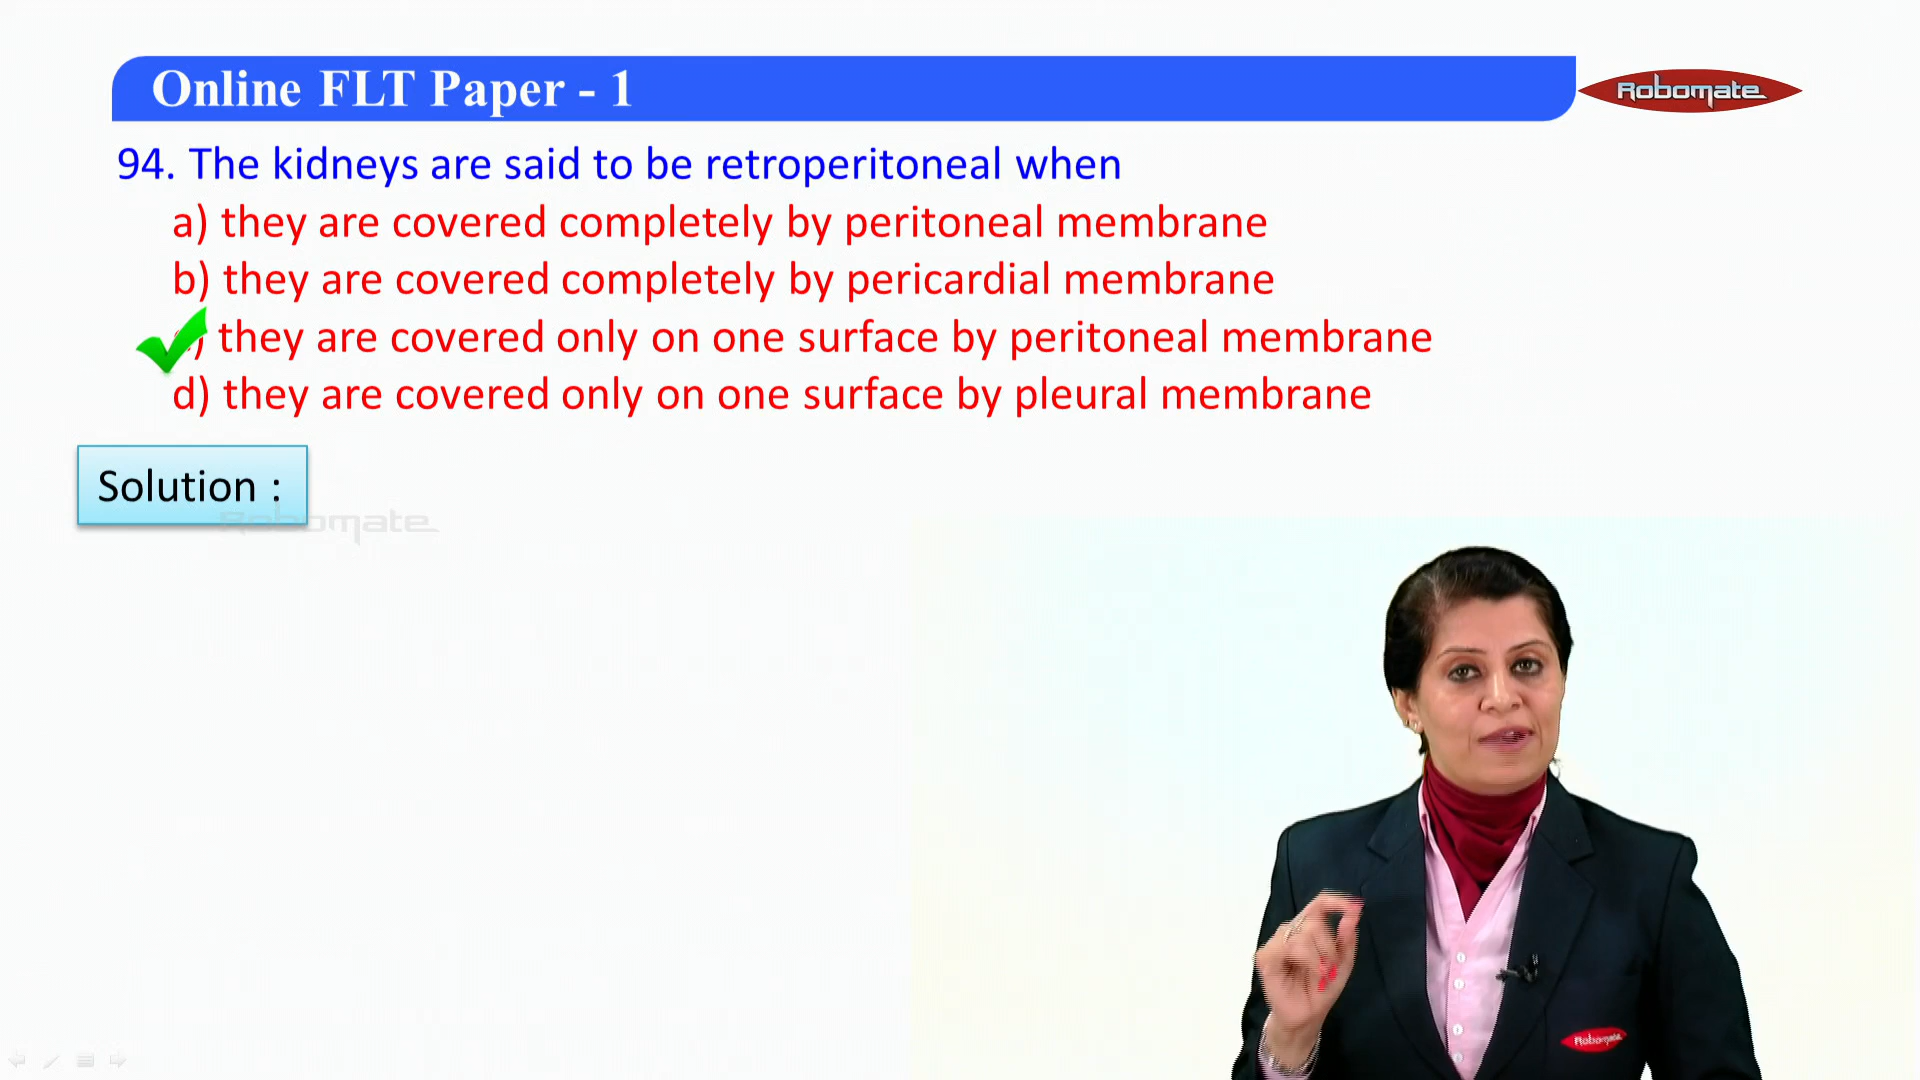 Online FLT Paper - 1
Robomate
94. The kidneys are said to be retroperitoneal when
a) they are covered completely by peritoneal membrane
b) they are covered completely by pericardial membrane
c) they are covered only on one surface by peritoneal membrane
d) they are covered only on one surface by pleural membrane
Solution :
Robomate
Robomate